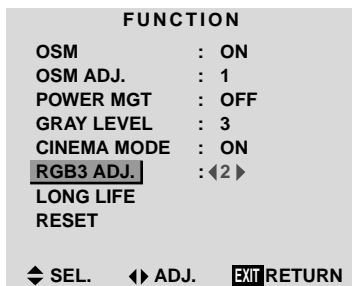 FUNCTION
OSM : ON
OSM ADJ. : 1
POWER MGT : OFF
GRAY LEVEL : 3
CINEMA MODE : ON
RGB3 ADJ. : 2
LONG LIFE
RESET
SEL. ADJ. EXIT RETURN